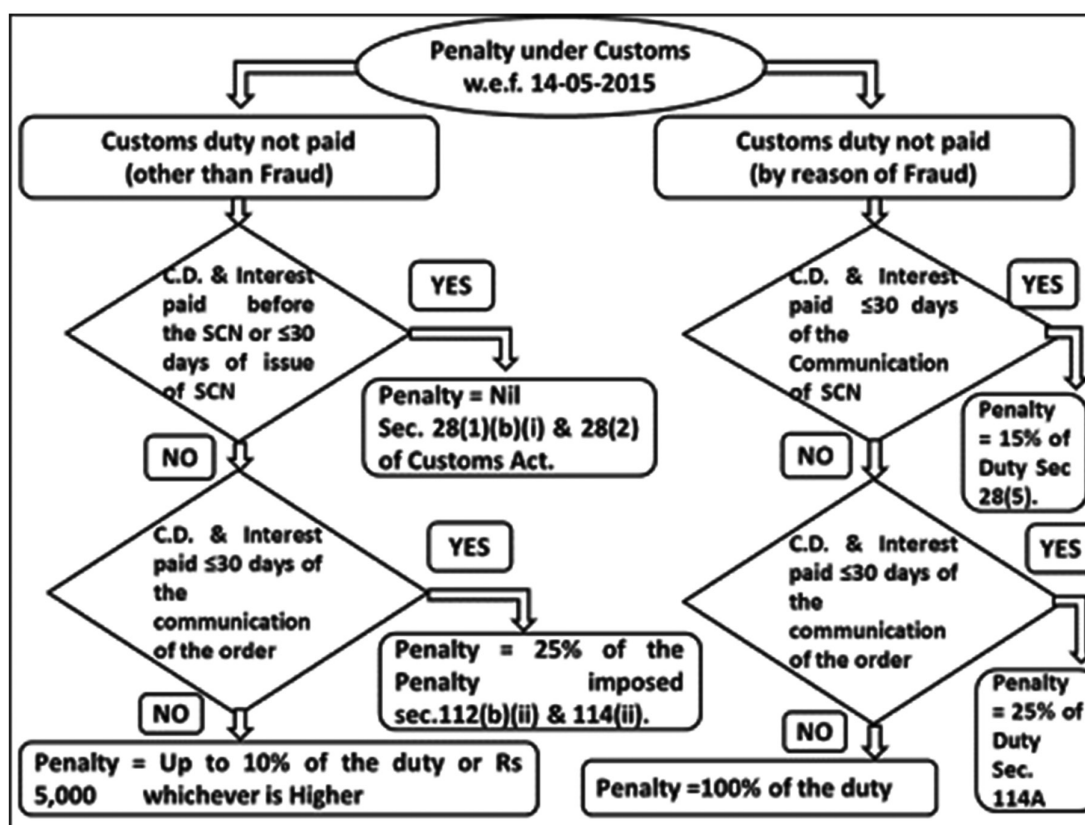 Penalty under Customs
w.e.f. 14-05-2015
Customs duty not paid
(other than Fraud)
Customs duty not paid
(by reason of Fraud)
C.D. & Interest
paid before
the SCN or ≤30
days of issue
of SCN
YES
C.D. & Interest
paid ≤30 days
of the
Communication
of SCN
YES
Penalty = Nil
Sec. 28(1)(b)(i) & 28(2)
of Customs Act.
Penalty
= 15% of
Duty Sec
28(5).
NO
NO
C.D. & Interest
paid ≤30 days of
the
communication
of the order
YES
C.D. & Interest
paid ≤30 days of
the
communication
of the order
YES
Penalty = 25% of the
Penalty imposed
sec.112(b)(ii) & 114(ii).
Penalty
= 25% of
Duty
Sec.
114A
NO
NO
Penalty = Up to 10% of the duty or Rs
5,000 whichever is Higher
Penalty =100% of the duty